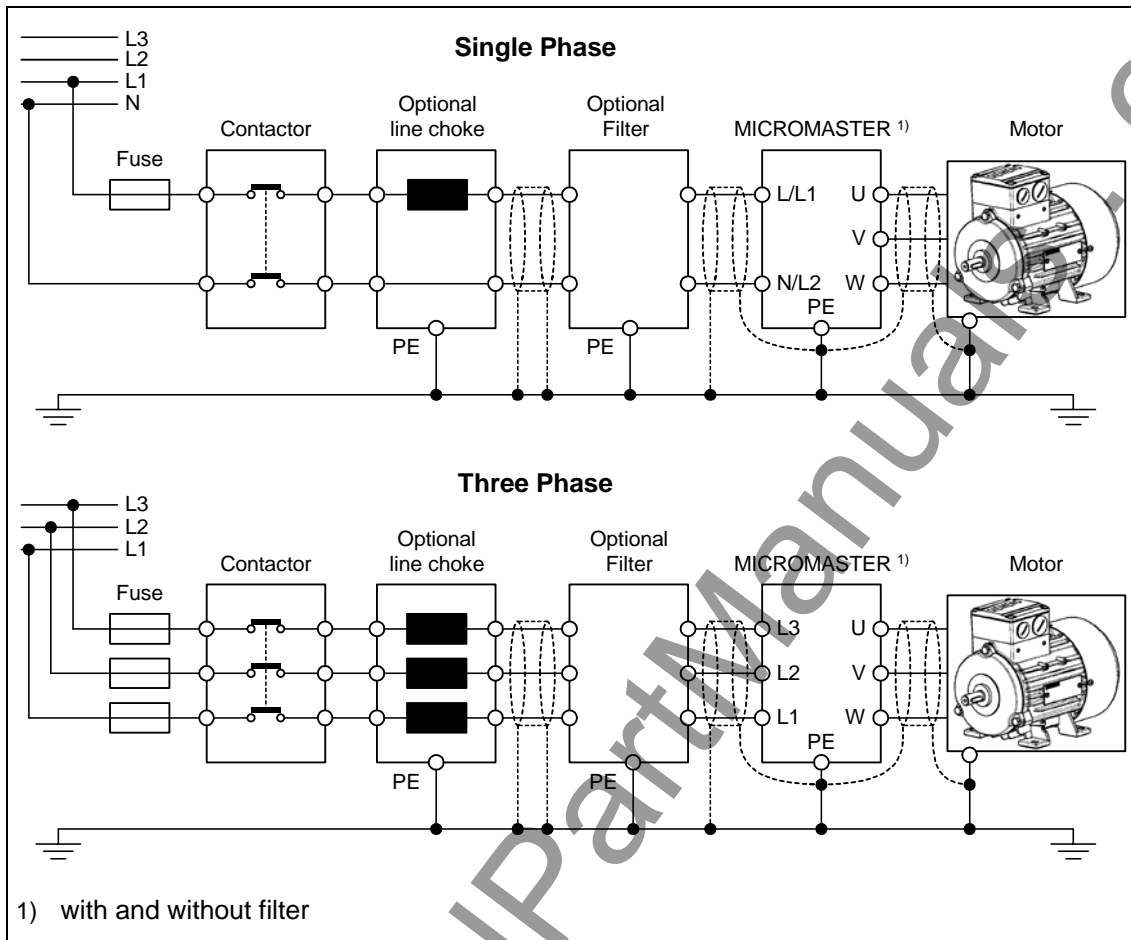 Single Phase
L3
L2
L1
N
Fuse
Contactor
Optional
line choke
Optional
Filter
MICROMASTER 1)
Motor
L/L1
U
V
N/L2
W
PE
PE
PE
Three Phase
L3
L2
L1
Fuse
Contactor
Optional
line choke
Optional
Filter
MICROMASTER 1)
Motor
L3
U
L2
V
L1
W
PE
PE
PE
1) with and without filter